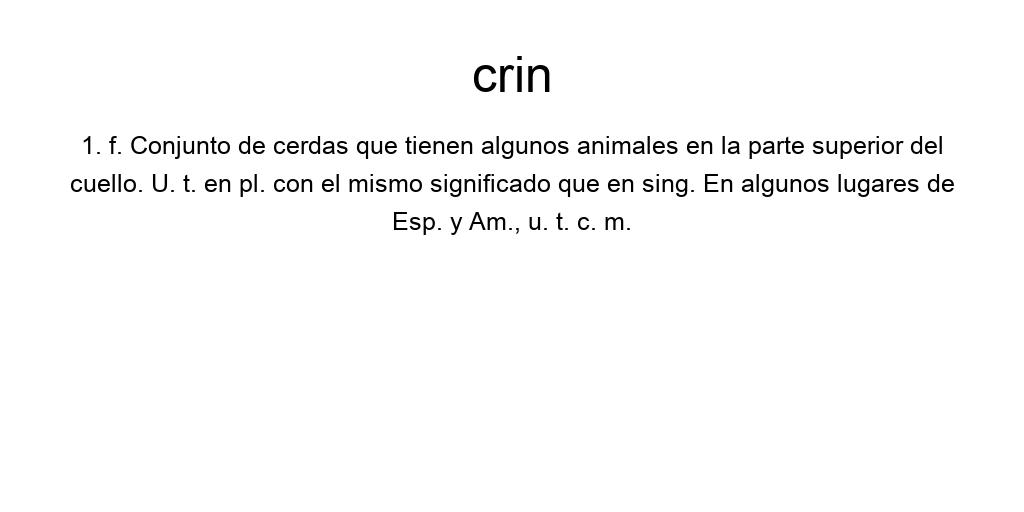 crin
1. f. Conjunto de cerdas que tienen algunos animales en la parte superior del
cuello. U. t. en pl. con el mismo significado que en sing. En algunos lugares de
Esp. y Am., u. t. c. m.